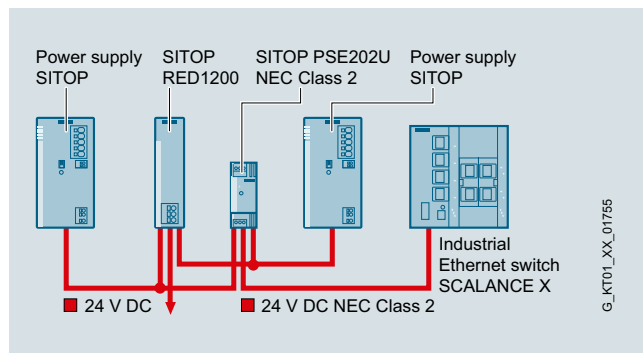 Power supply
SITOP
SITOP
RED1200
SITOP PSE202U
NEC Class 2
Power supply
SITOP
Industrial
Ethernet switch
SCALANCE X
24 V DC
24 V DC NEC Class 2
G_KT01_XX_01755